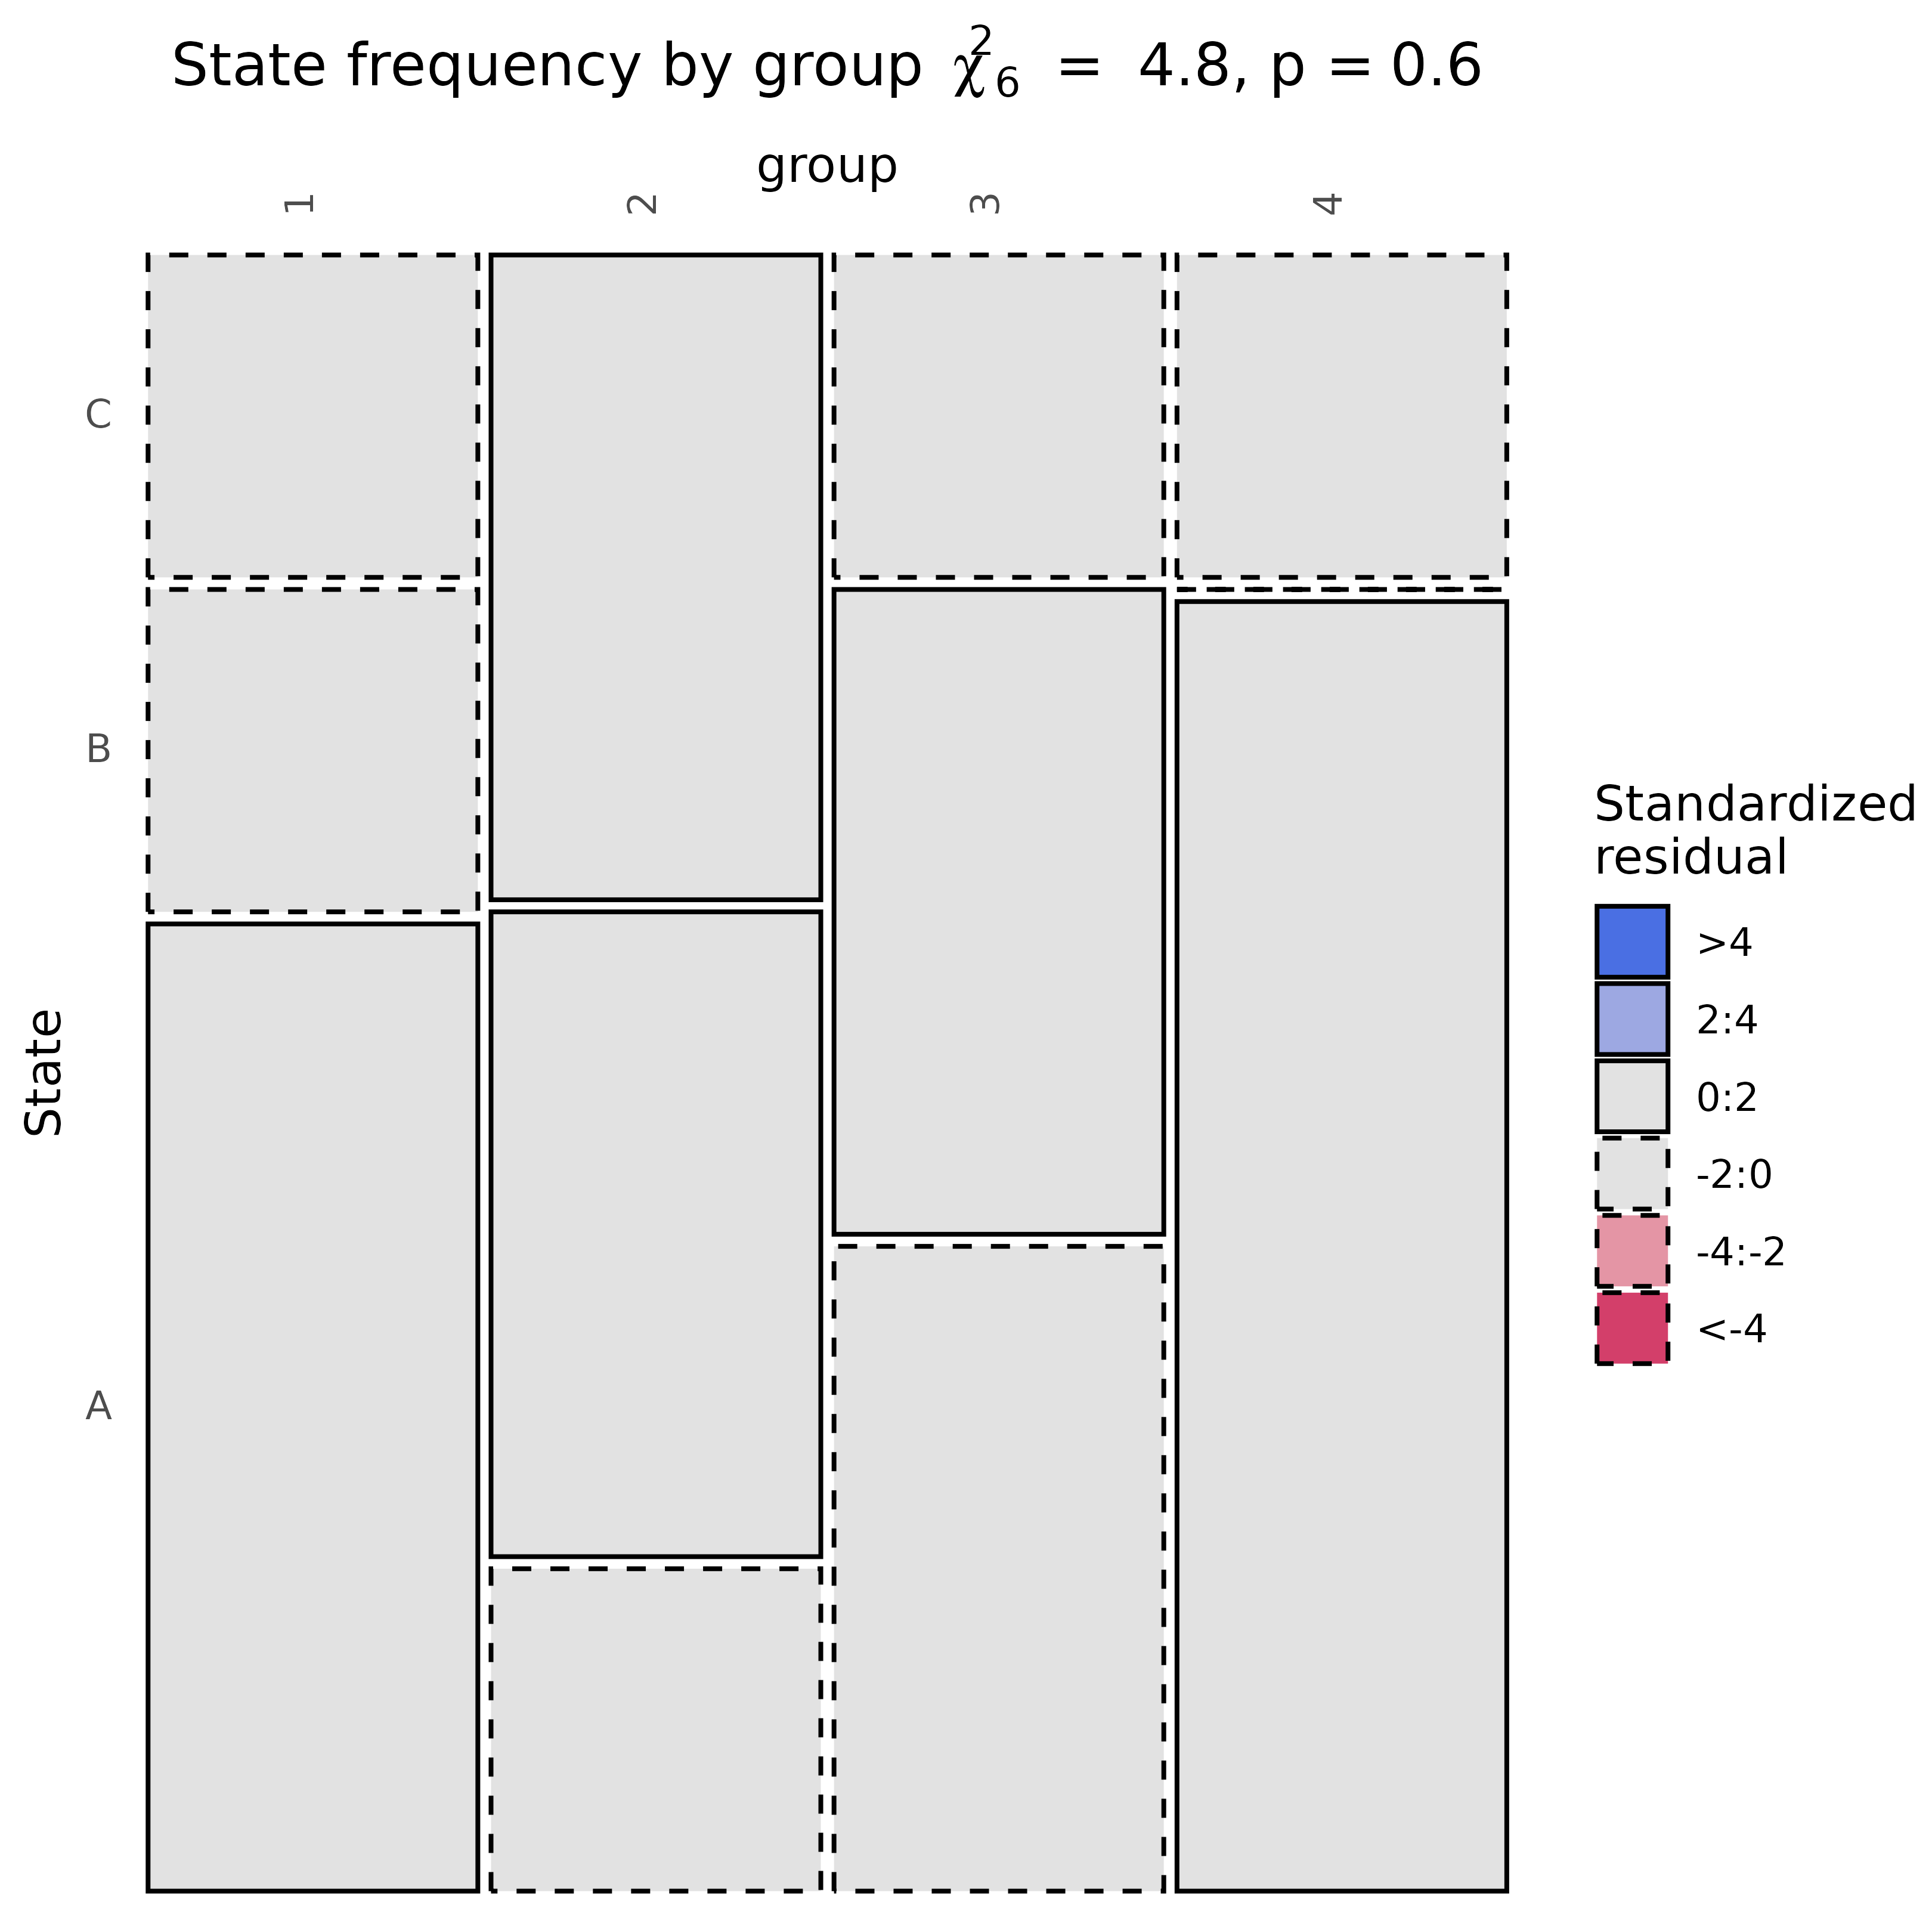 State frequency by group χ²₆ = 4.8, p = 0.6
group
1 2 3 4
C
B
A
State
Standardized
residual
>4
2:4
0:2
-2:0
-4:-2
<-4